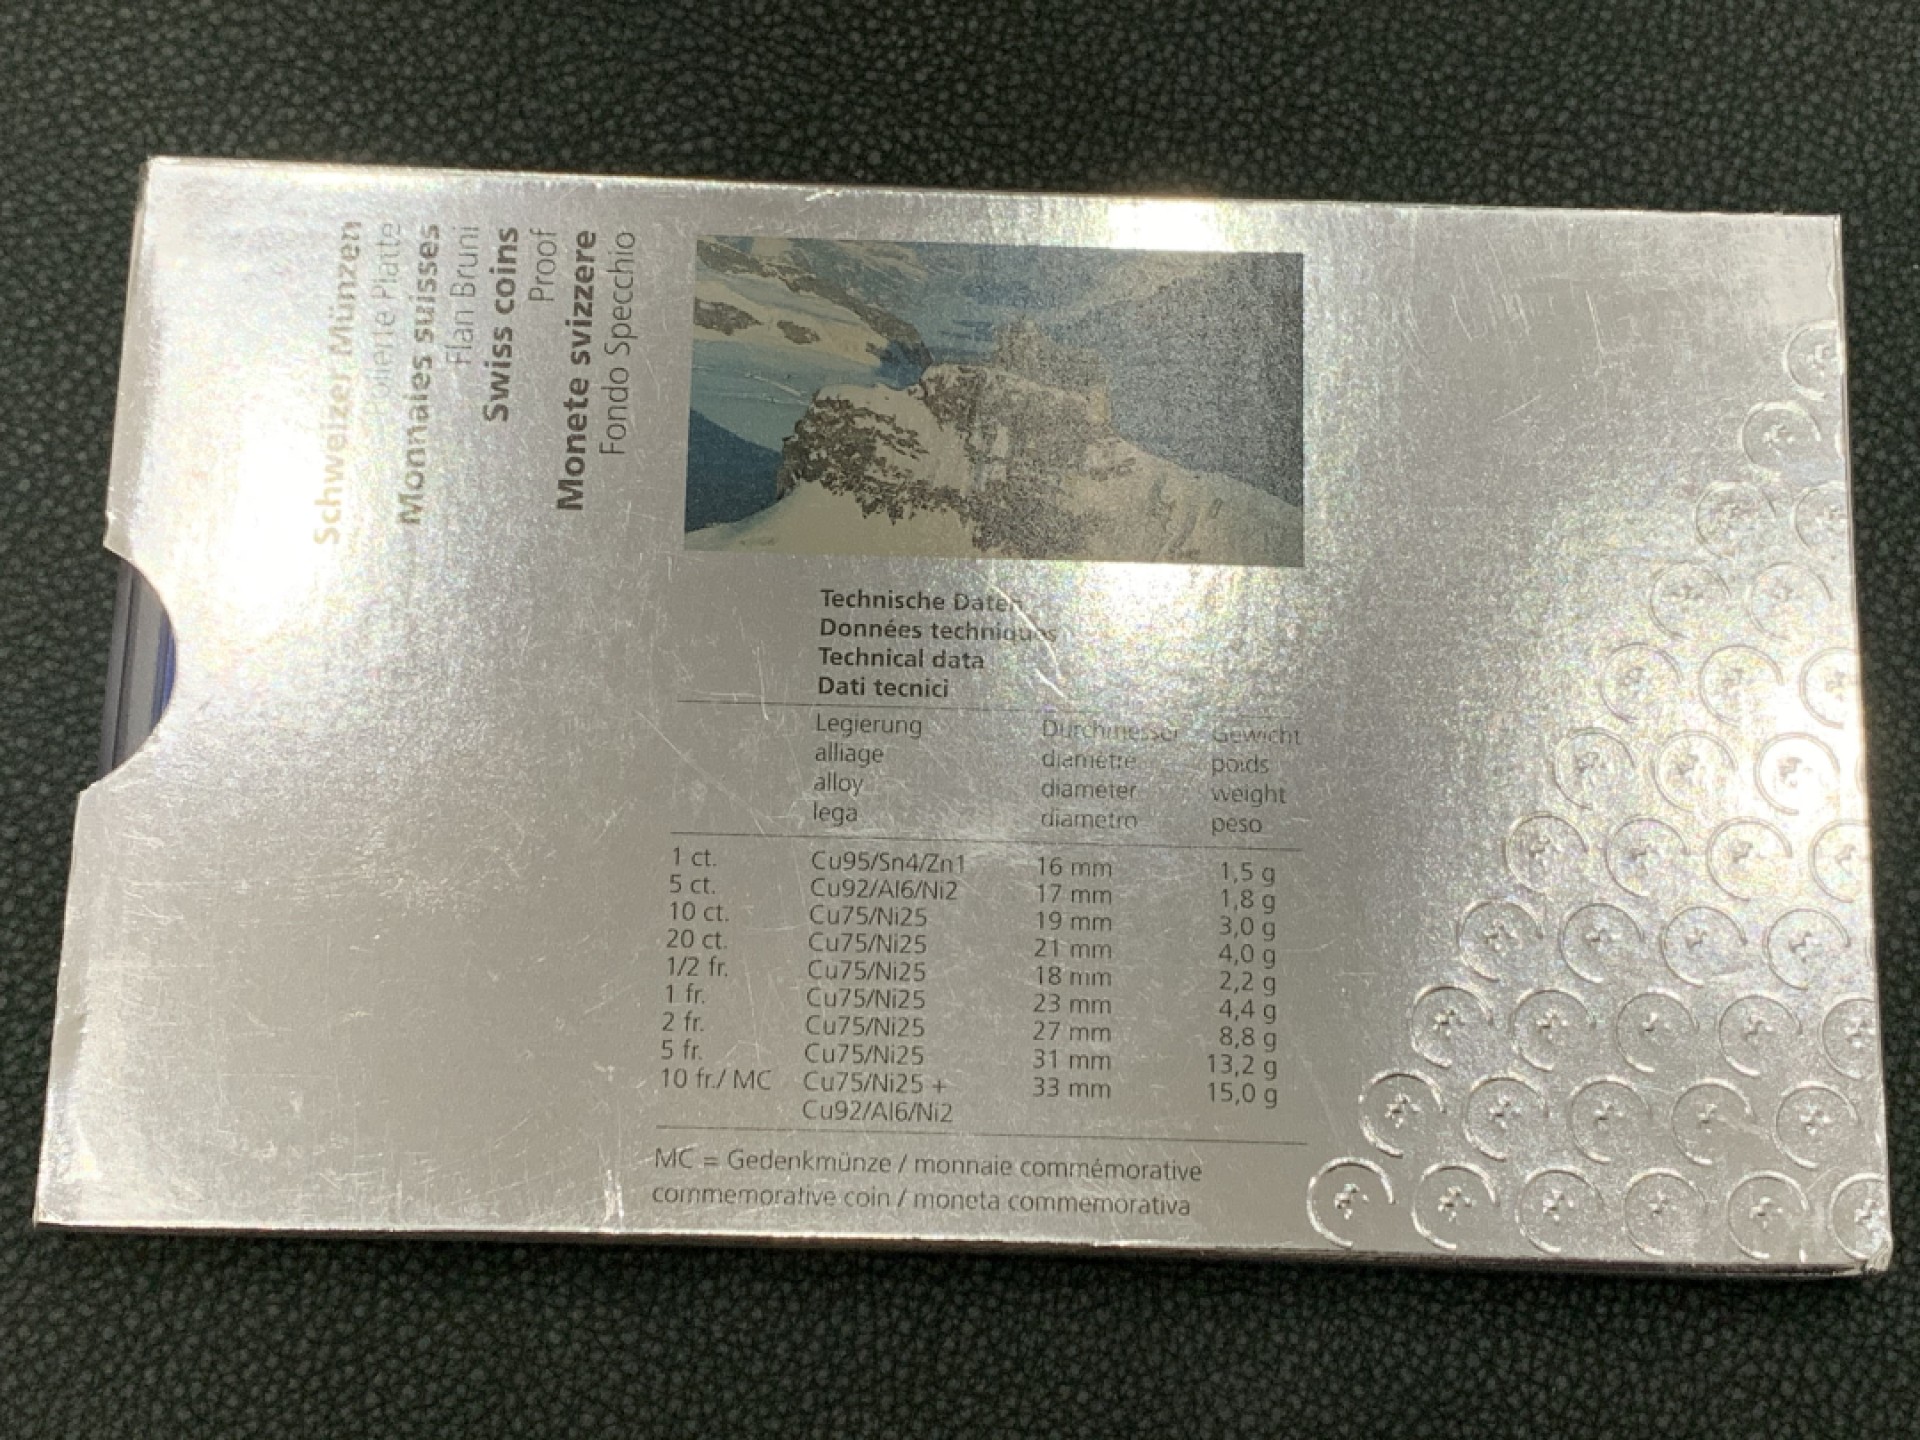 Schweizer Münzen
Polierte Platte
Monnaies suisses
Flan Bruni
Swiss coins
Proof
Monete svizzere
Fondo Specchio
Technische Daten
Données techniques
Technical data
Dati tecnici
Legierung Durchmesser Gewicht
alliage diamètre poids
alloy diameter weight
lega diametro peso
1 ct. Cu95/Sn4/Zn1 16 mm 1,5 g
5 ct. Cu92/Al6/Ni2 17 mm 1,8 g
10 ct. Cu75/Ni25 19 mm 3,0 g
20 ct. Cu75/Ni25 21 mm 4,0 g
1/2 fr. Cu75/Ni25 18 mm 2,2 g
1 fr. Cu75/Ni25 23 mm 4,4 g
2 fr. Cu75/Ni25 27 mm 8,8 g
5 fr. Cu75/Ni25 31 mm 13,2 g
10 fr./ MC Cu75/Ni25 + 33 mm 15,0 g
Cu92/Al6/Ni2
MC = Gedenkmünze / monnaie commémorative
commemorative coin / moneta commemorativa